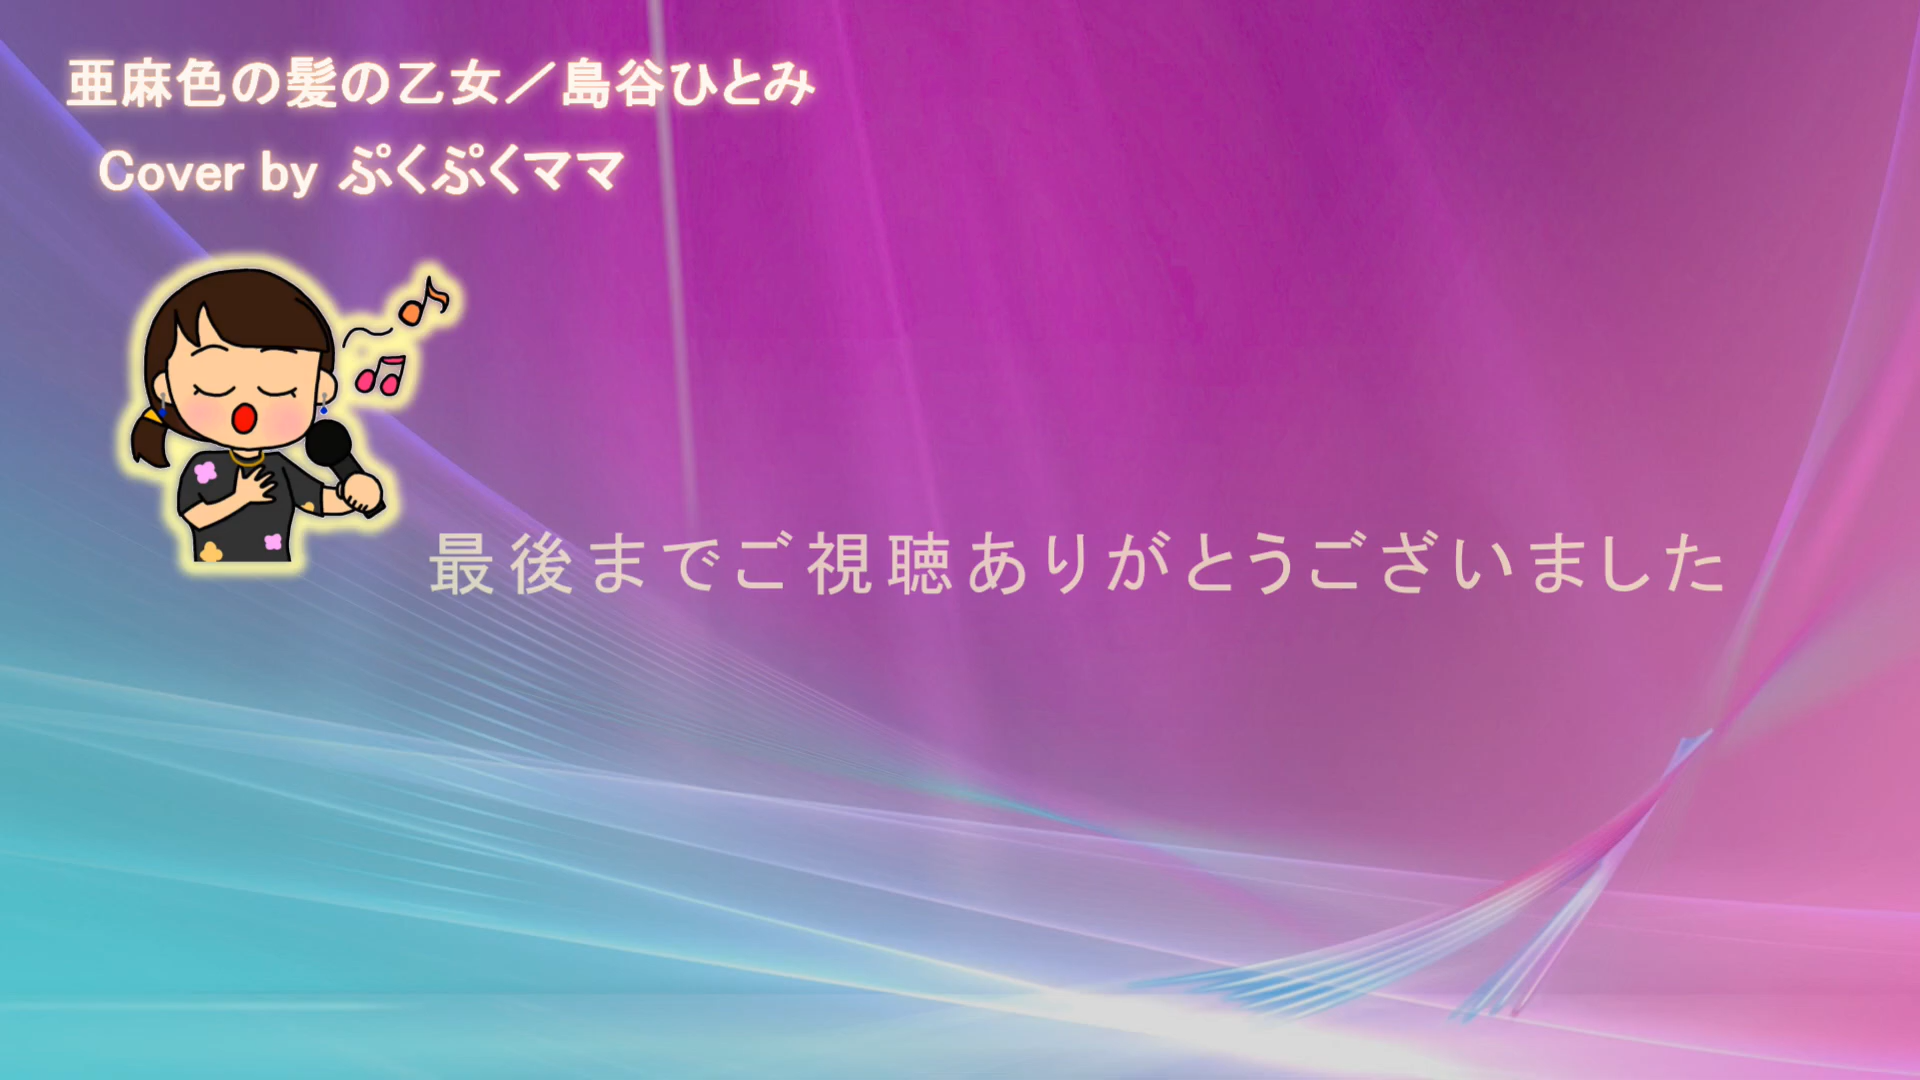 亜麻色の髪の乙女／島谷ひとみ
Cover by ぷくぷくママ
最後までご視聴ありがとうございました